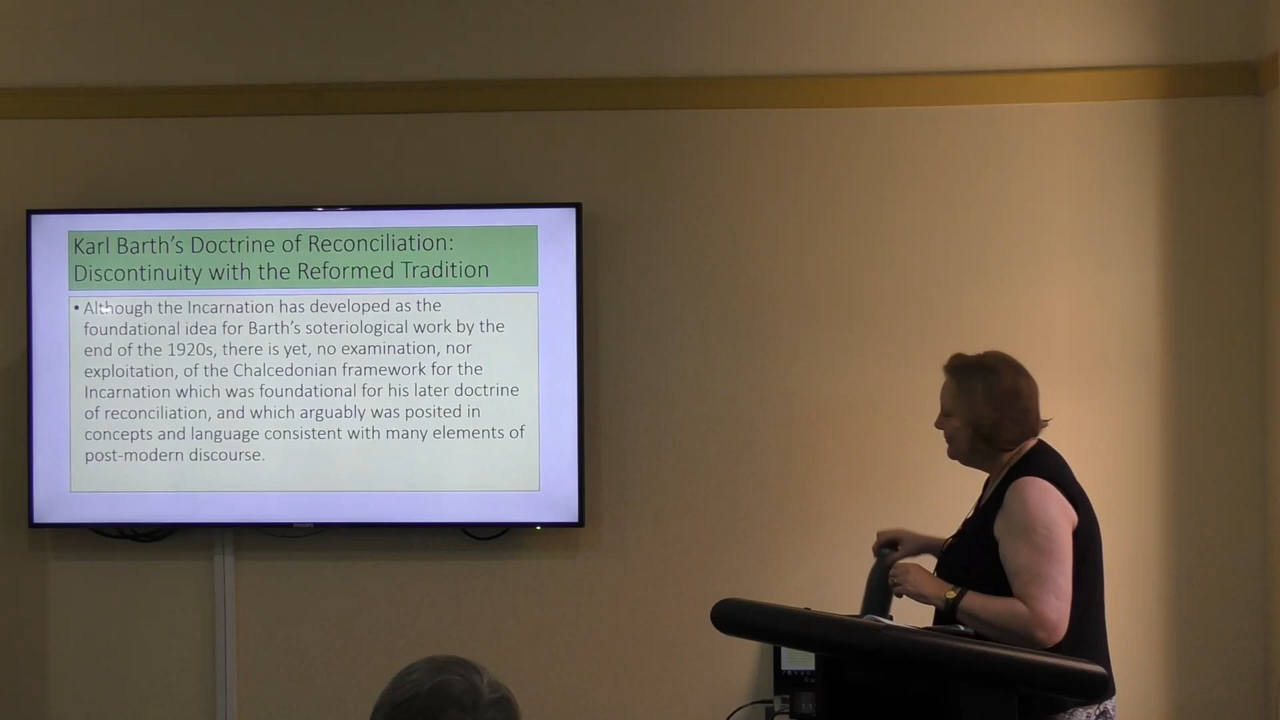 Karl Barth's Doctrine of Reconciliation:
Discontinuity with the Reformed Tradition
• Although the Incarnation has developed as the
foundational idea for Barth's soteriological work by the
end of the 1920s, there is yet, no examination, nor
exploitation, of the Chalcedonian framework for the
Incarnation which was foundational for his later doctrine
of reconciliation, and which arguably was posited in
concepts and language consistent with many elements of
post-modern discourse.
PHILIPS